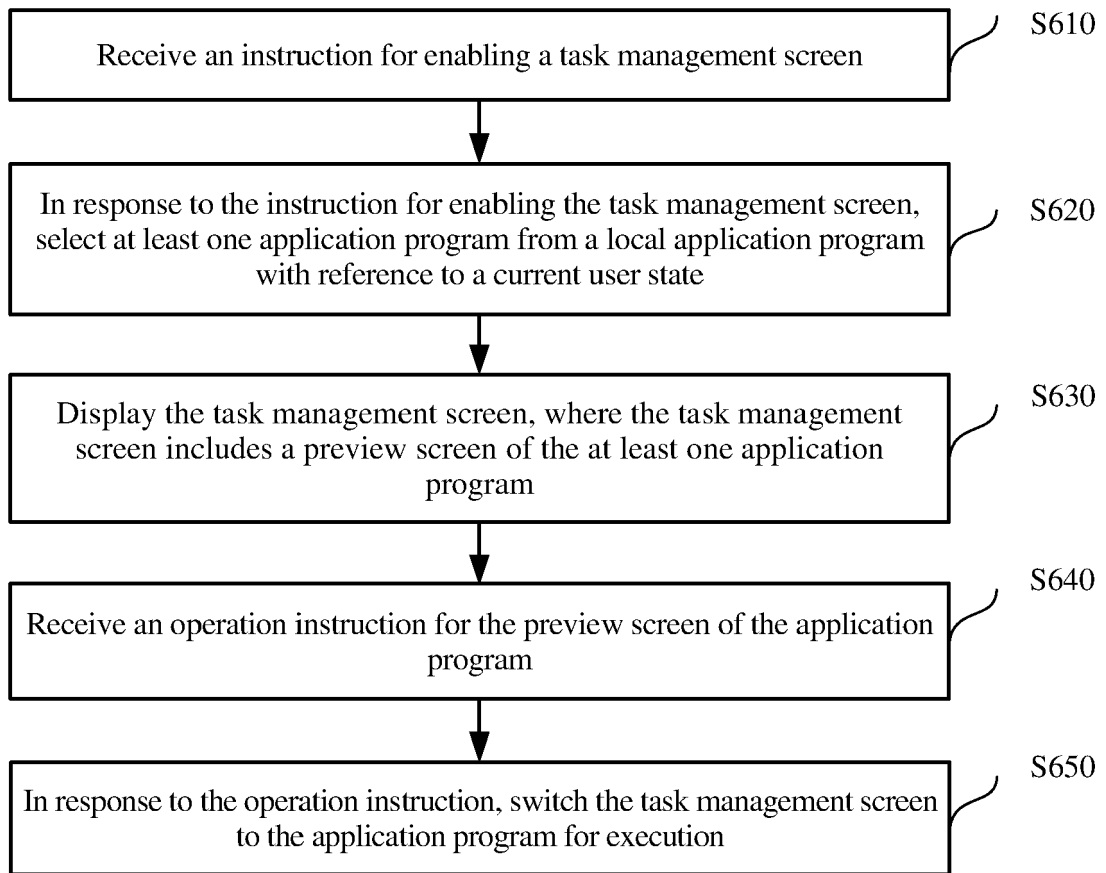 S610
Receive an instruction for enabling a task management screen
S620
In response to the instruction for enabling the task management screen,
select at least one application program from a local application program
with reference to a current user state
S630
Display the task management screen, where the task management
screen includes a preview screen of the at least one application
program
S640
Receive an operation instruction for the preview screen of the application
program
S650
In response to the operation instruction, switch the task management screen
to the application program for execution